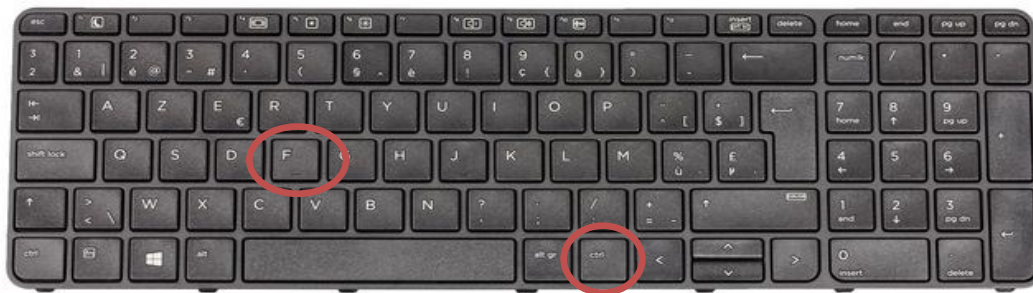 esc insert delete home end pg up pg dn
3 2 1 & | 2 é @ 3 # 4 ' 5 ( 6 § ^ 7 è 8 ! 9 ç { 0 à } ° ) - numlk / * -
A Z E € R T Y U I O P ^ [ $ ] 7 home 8 ↑ 9 pg up +
shift lock Q S D F G H J K L M % ù £ µ 4 ← 5 6 →
↑ > < \ W X C V B N ? , . ; / : + = ~ ↑ 1 end 2 ↓ 3 pg dn
ctrl alt alt gr ctrl < > 0 insert . delete